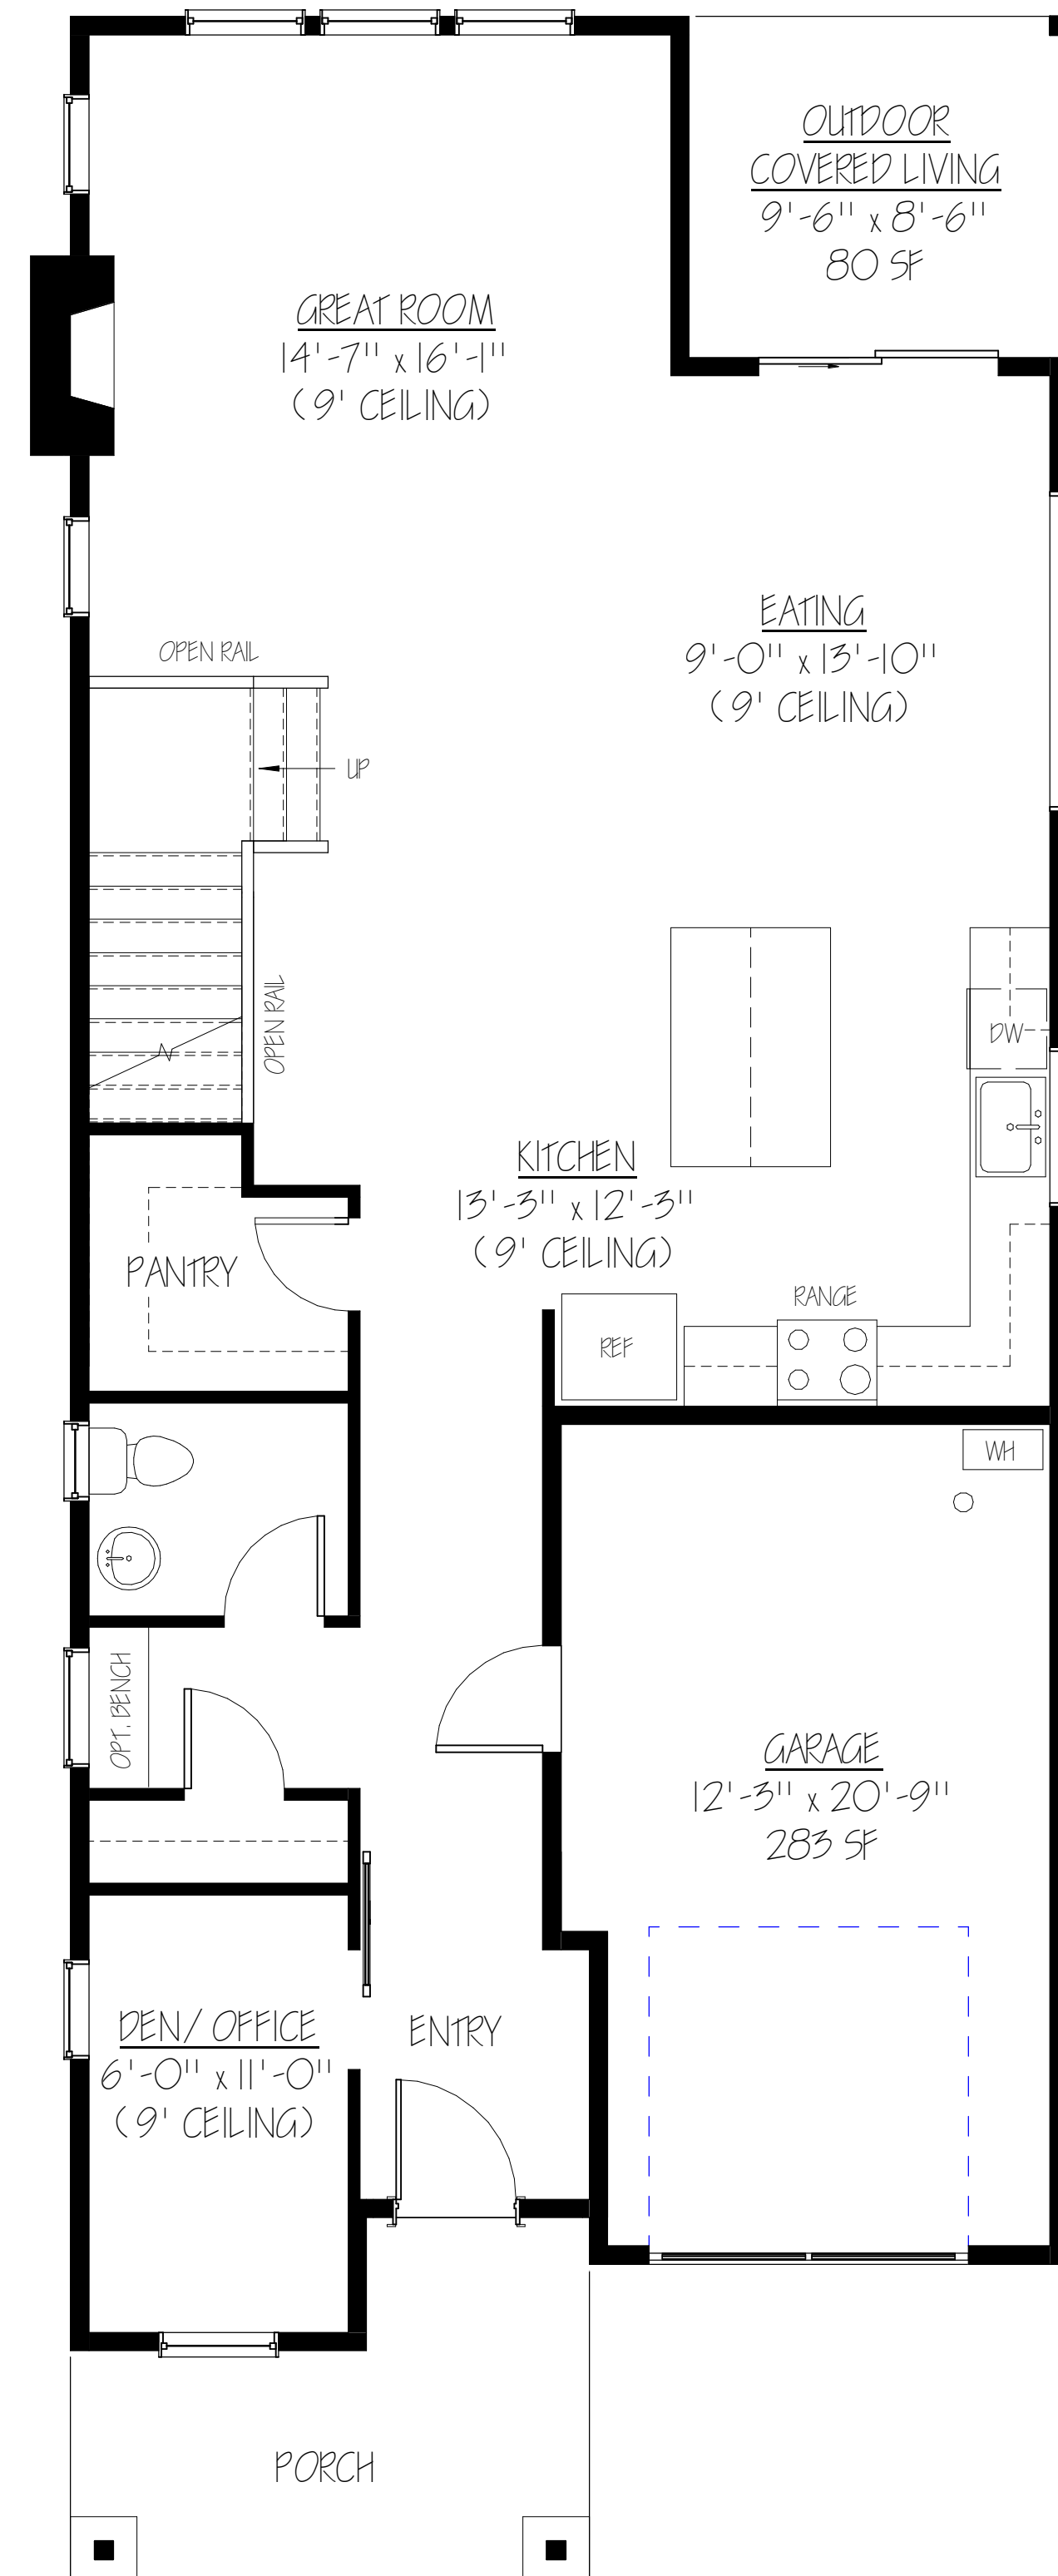 OUTDOOR
COVERED LIVING
9'-6" x 8'-6"
80 SF
GREAT ROOM
14'-7" x 16'-1"
(9' CEILING)
EATING
9'-0" x 13'-10"
(9' CEILING)
OPEN RAIL
UP
OPEN RAIL
DW
KITCHEN
13'-3" x 12'-3"
(9' CEILING)
PANTRY
RANGE
REF
WH
OPT. BENCH
GARAGE
12'-3" x 20'-9"
283 SF
DEN/ OFFICE
6'-0" x 11'-0"
(9' CEILING)
ENTRY
PORCH